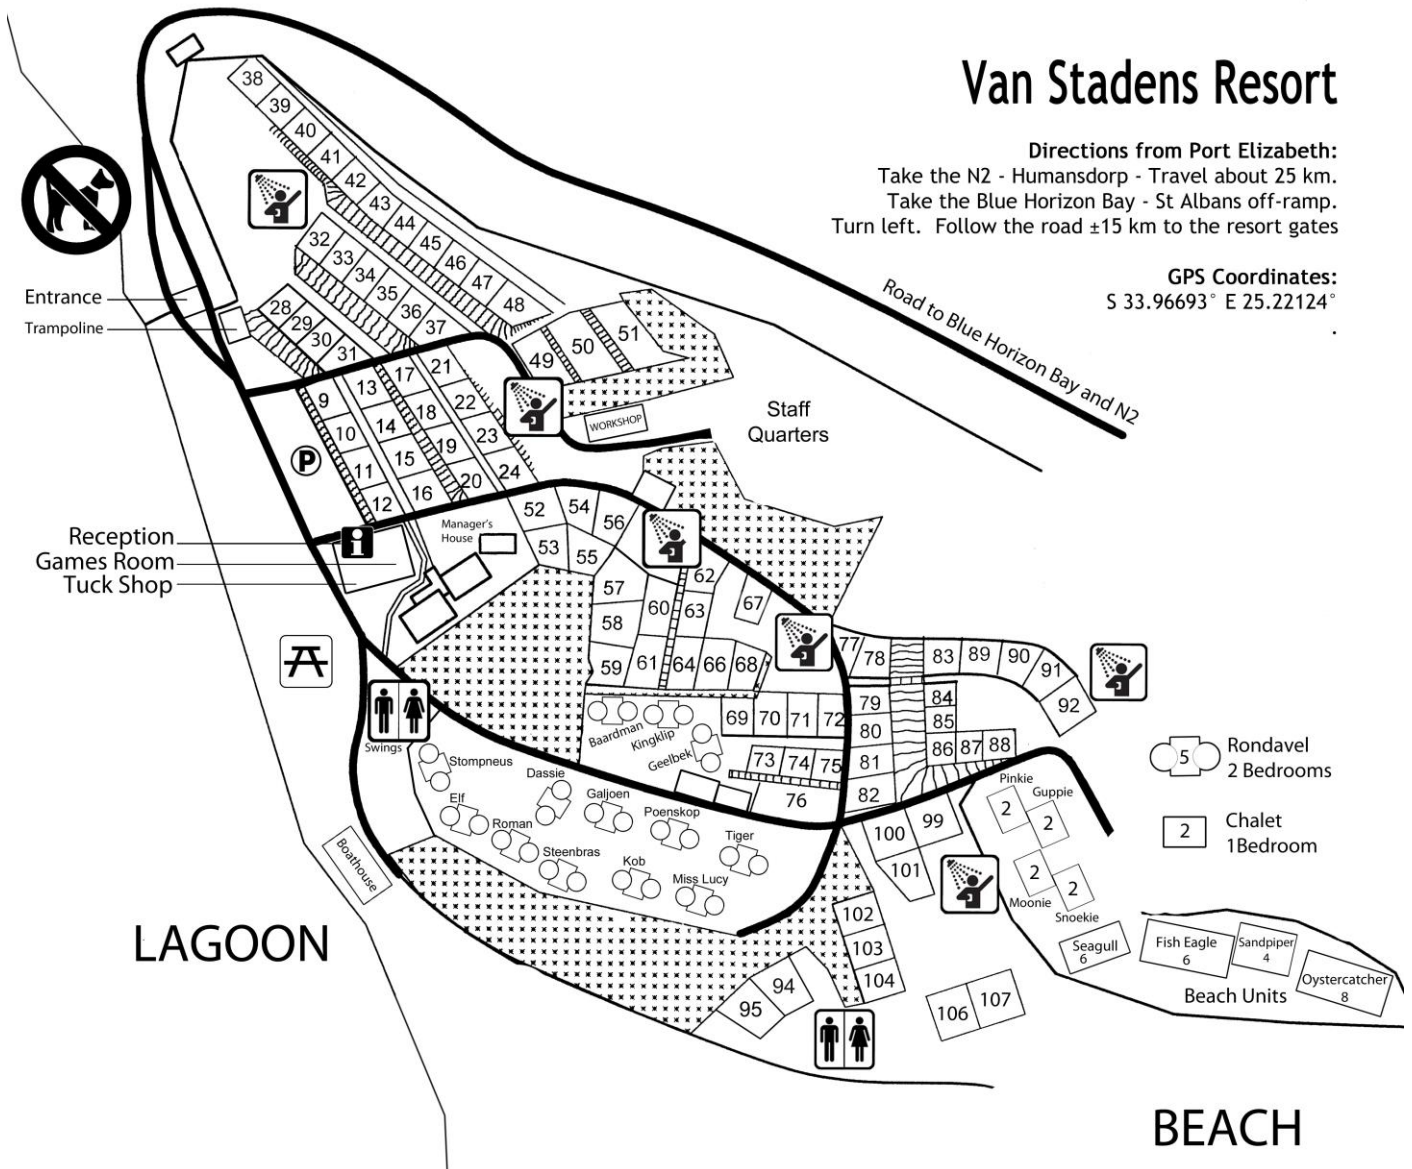 Van Stadens Resort
Directions from Port Elizabeth:
Take the N2 - Humansdorp - Travel about 25 km.
Take the Blue Horizon Bay - St Albans off-ramp.
Turn left. Follow the road ±15 km to the resort gates
GPS Coordinates:
S 33.96693° E 25.22124°
.
Road to Blue Horizon Bay and N2
38
39
40
41
42
43
44
45
46
47
48
32
33
34
35
36
37
Entrance
Trampoline
28
29
30
31
49
50
51
WORKSHOP
Staff
Quarters
9
10
11
12
13
14
15
16
17
18
19
20
21
22
23
24
P
Reception
Games Room
Tuck Shop
i
Manager's
House
52
53
54
55
56
57
58
59
60
61
62
63
64
66
67
68
69
70
71
72
73
74
75
76
77
78
79
80
81
82
83
84
85
86
87
88
89
90
91
92
Swings
Baardman
Kingklip
Geelbek
Stompneus
Dassie
Elf
Galjoen
Roman
Poenskop
Steenbras
Tiger
Kob
Miss Lucy
Boathouse
99
100
101
102
103
104
94
95
106
107
Pinkie
2
Guppie
2
Moonie
2
Snoekie
2
5
Rondavel
2 Bedrooms
2
Chalet
1Bedroom
Seagull
6
Fish Eagle
6
Sandpiper
4
Oystercatcher
8
Beach Units
LAGOON
BEACH